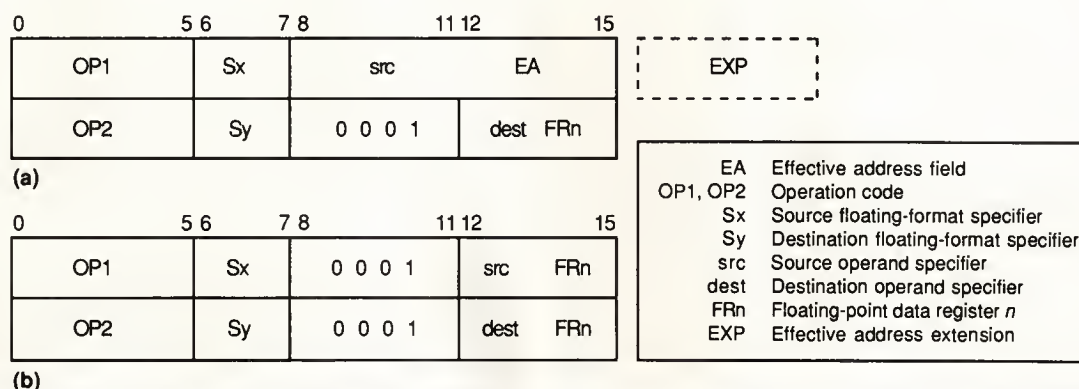 0 5 6 7 8 11 12 15
OP1 Sx src EA EXP
OP2 Sy 0 0 0 1 dest FRn
(a)
0 5 6 7 8 11 12 15
OP1 Sx 0 0 0 1 src FRn
OP2 Sy 0 0 0 1 dest FRn
(b)
EA Effective address field
OP1, OP2 Operation code
Sx Source floating-format specifier
Sy Destination floating-format specifier
src Source operand specifier
dest Destination operand specifier
FRn Floating-point data register n
EXP Effective address extension